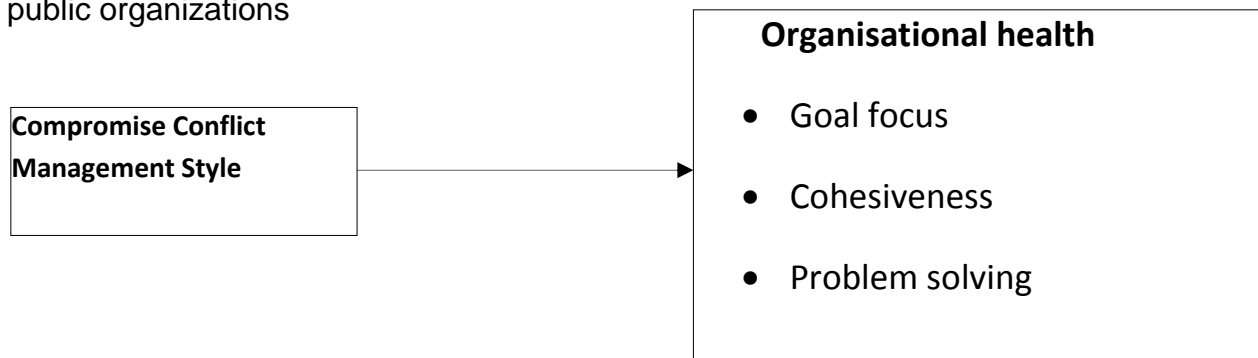 public organizations
Organisational health
Compromise Conflict
Management Style
• Goal focus
• Cohesiveness
• Problem solving